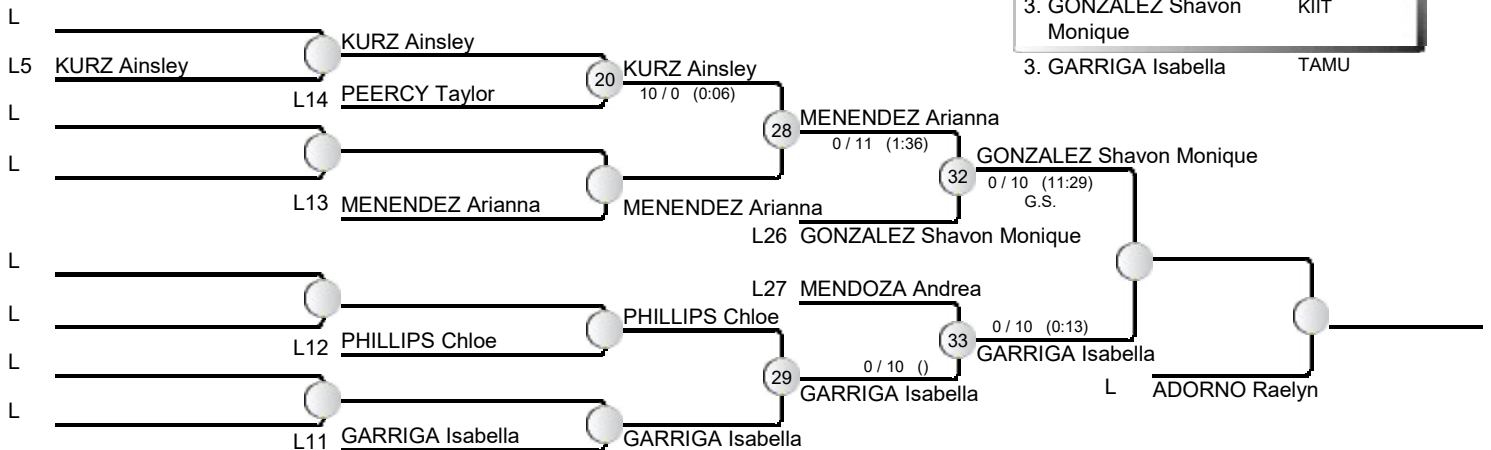 L
3. GONZALEZ Shavon KIIT
Monique
KURZ Ainsley
L5 KURZ Ainsley
20 KURZ Ainsley
3. GARRIGA Isabella TAMU
L14 PEERCY Taylor
10 / 0 (0:06)
L
28 MENENDEZ Arianna
0 / 11 (1:36)
L
32 GONZALEZ Shavon Monique
0 / 10 (11:29)
G.S.
L13 MENENDEZ Arianna
MENENDEZ Arianna
L26 GONZALEZ Shavon Monique
L
L27 MENDOZA Andrea
L
PHILLIPS Chloe
0 / 10 (0:13)
L12 PHILLIPS Chloe
33 GARRIGA Isabella
L
0 / 10 ()
29 GARRIGA Isabella
L ADORNO Raelyn
L
L11 GARRIGA Isabella
GARRIGA Isabella